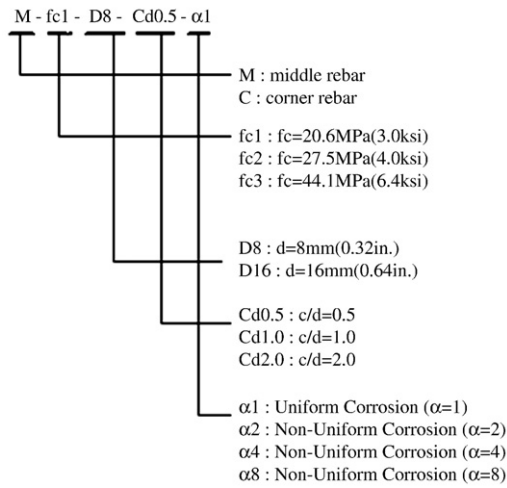 M - fc1 - D8 - Cd0.5 - α1
M : middle rebar
C : corner rebar
fc1 : fc=20.6MPa(3.0ksi)
fc2 : fc=27.5MPa(4.0ksi)
fc3 : fc=44.1MPa(6.4ksi)
D8 : d=8mm(0.32in.)
D16 : d=16mm(0.64in.)
Cd0.5 : c/d=0.5
Cd1.0 : c/d=1.0
Cd2.0 : c/d=2.0
α1 : Uniform Corrosion (α=1)
α2 : Non-Uniform Corrosion (α=2)
α4 : Non-Uniform Corrosion (α=4)
α8 : Non-Uniform Corrosion (α=8)